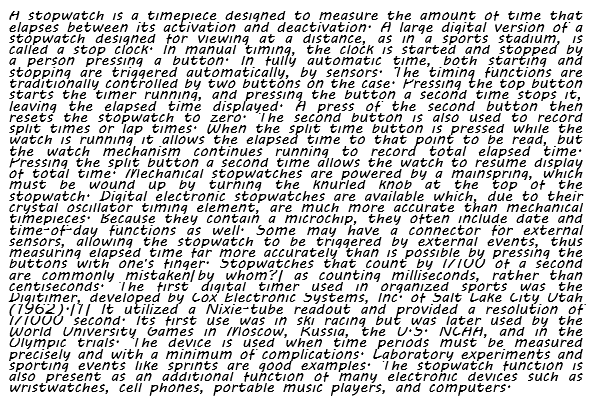 A stopwatch is a timepiece designed to measure the amount of time that
elapses between its activation and deactivation. A large digital version of a
stopwatch designed for viewing at a distance, as in a sports stadium, is
called a stop clock. In manual timing, the clock is started and stopped by
a person pressing a button. In fully automatic time, both starting and
stopping are triggered automatically, by sensors. The timing functions are
traditionally controlled by two buttons on the case. Pressing the top button
starts the timer running, and pressing the button a second time stops it,
leaving the elapsed time displayed. A press of the second button then
resets the stopwatch to zero. The second button is also used to record
split times or lap times. When the split time button is pressed while the
watch is running it allows the elapsed time to that point to be read, but
the watch mechanism continues running to record total elapsed time.
Pressing the split button a second time allows the watch to resume display
of total time. Mechanical stopwatches are powered by a mainspring, which
must be wound up by turning the knurled knob at the top of the
stopwatch. Digital electronic stopwatches are available which, due to their
crystal oscillator timing element, are much more accurate than mechanical
timepieces. Because they contain a microchip, they often include date and
time-of-day functions as well. Some may have a connector for external
sensors, allowing the stopwatch to be triggered by external events, thus
measuring elapsed time far more accurately than is possible by pressing the
buttons with one's finger. Stopwatches that count by 1/100 of a second
are commonly mistaken[by whom?] as counting milliseconds, rather than
centiseconds. The first digital timer used in organized sports was the
Digitimer, developed by Cox Electronic Systems, Inc. of Salt Lake City Utah
(1962).[1] It utilized a Nixie-tube readout and provided a resolution of
1/1000 second. Its first use was in ski racing but was later used by the
World University Games in Moscow, Russia, the U.S. NCAA, and in the
Olympic trials. The device is used when time periods must be measured
precisely and with a minimum of complications. Laboratory experiments and
sporting events like sprints are good examples. The stopwatch function is
also present as an additional function of many electronic devices such as
wristwatches, cell phones, portable music players, and computers.